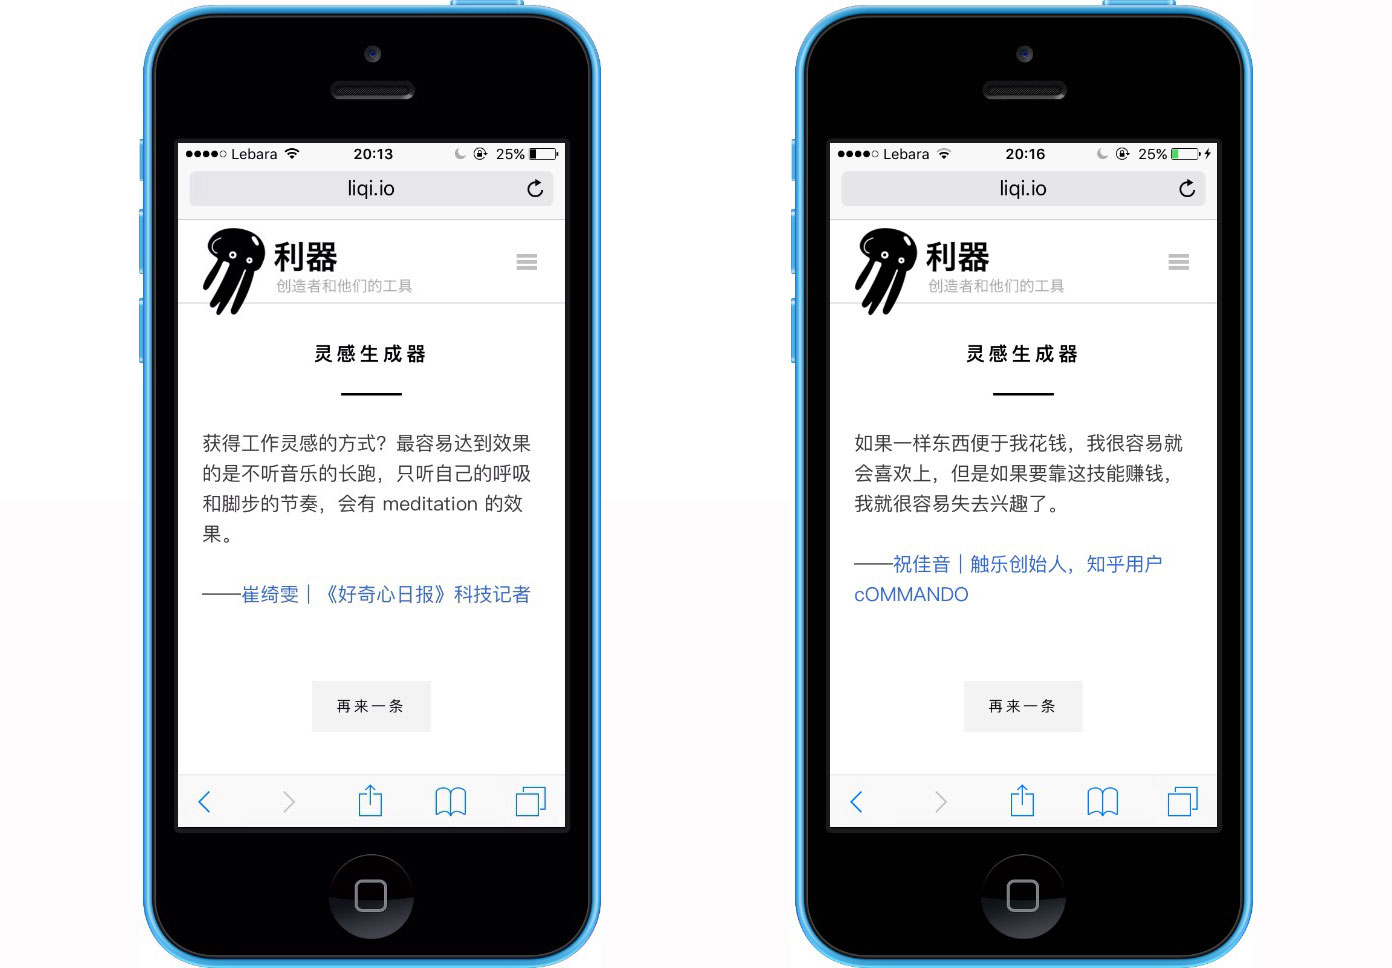 Lebara 20:13 25%
liqi.io
利器
创造者和他们的工具
灵感生成器
获得工作灵感的方式？最容易达到效果
的是不听音乐的长跑，只听自己的呼吸
和脚步的节奏，会有 meditation 的效
果。
——崔绮雯｜《好奇心日报》科技记者
再来一条
Lebara 20:16 25%
liqi.io
利器
创造者和他们的工具
灵感生成器
如果一样东西便于我花钱，我很容易就
会喜欢上，但是如果要靠这技能赚钱，
我就很容易失去兴趣了。
——祝佳音｜触乐创始人，知乎用户
cOMMANDO
再来一条